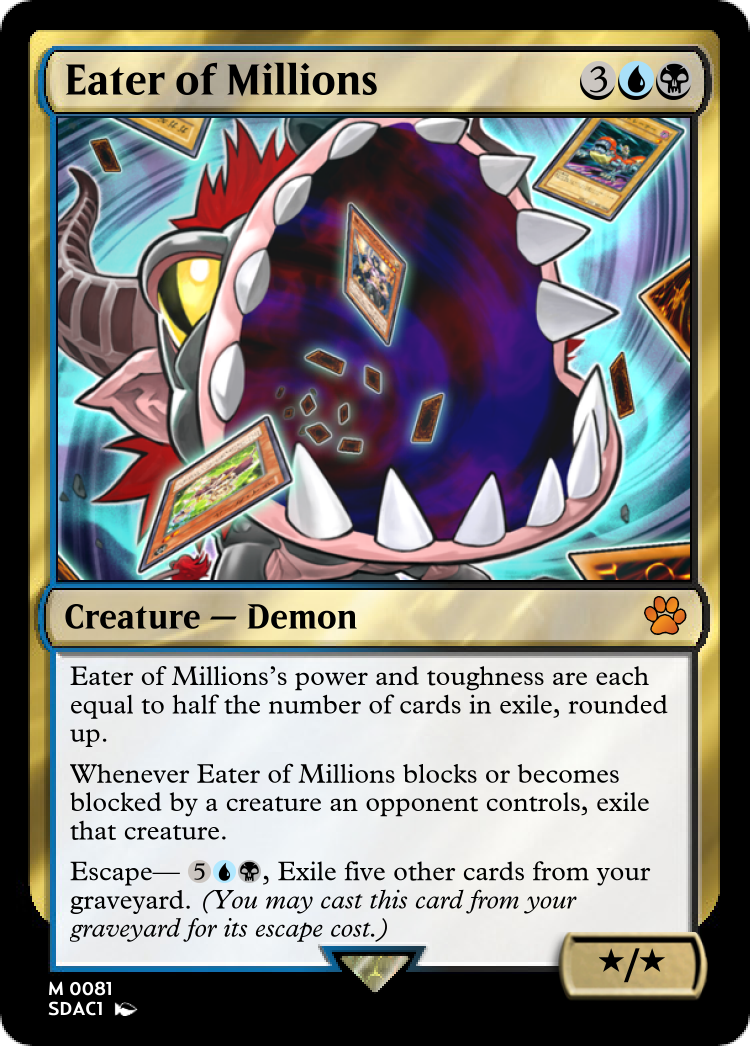 Eater of Millions 3
Creature — Demon
Eater of Millions's power and toughness are each
equal to half the number of cards in exile, rounded
up.
Whenever Eater of Millions blocks or becomes
blocked by a creature an opponent controls, exile
that creature.
Escape— 5, Exile five other cards from your
graveyard. (You may cast this card from your
graveyard for its escape cost.)
★/★
M 0081
SDAC1